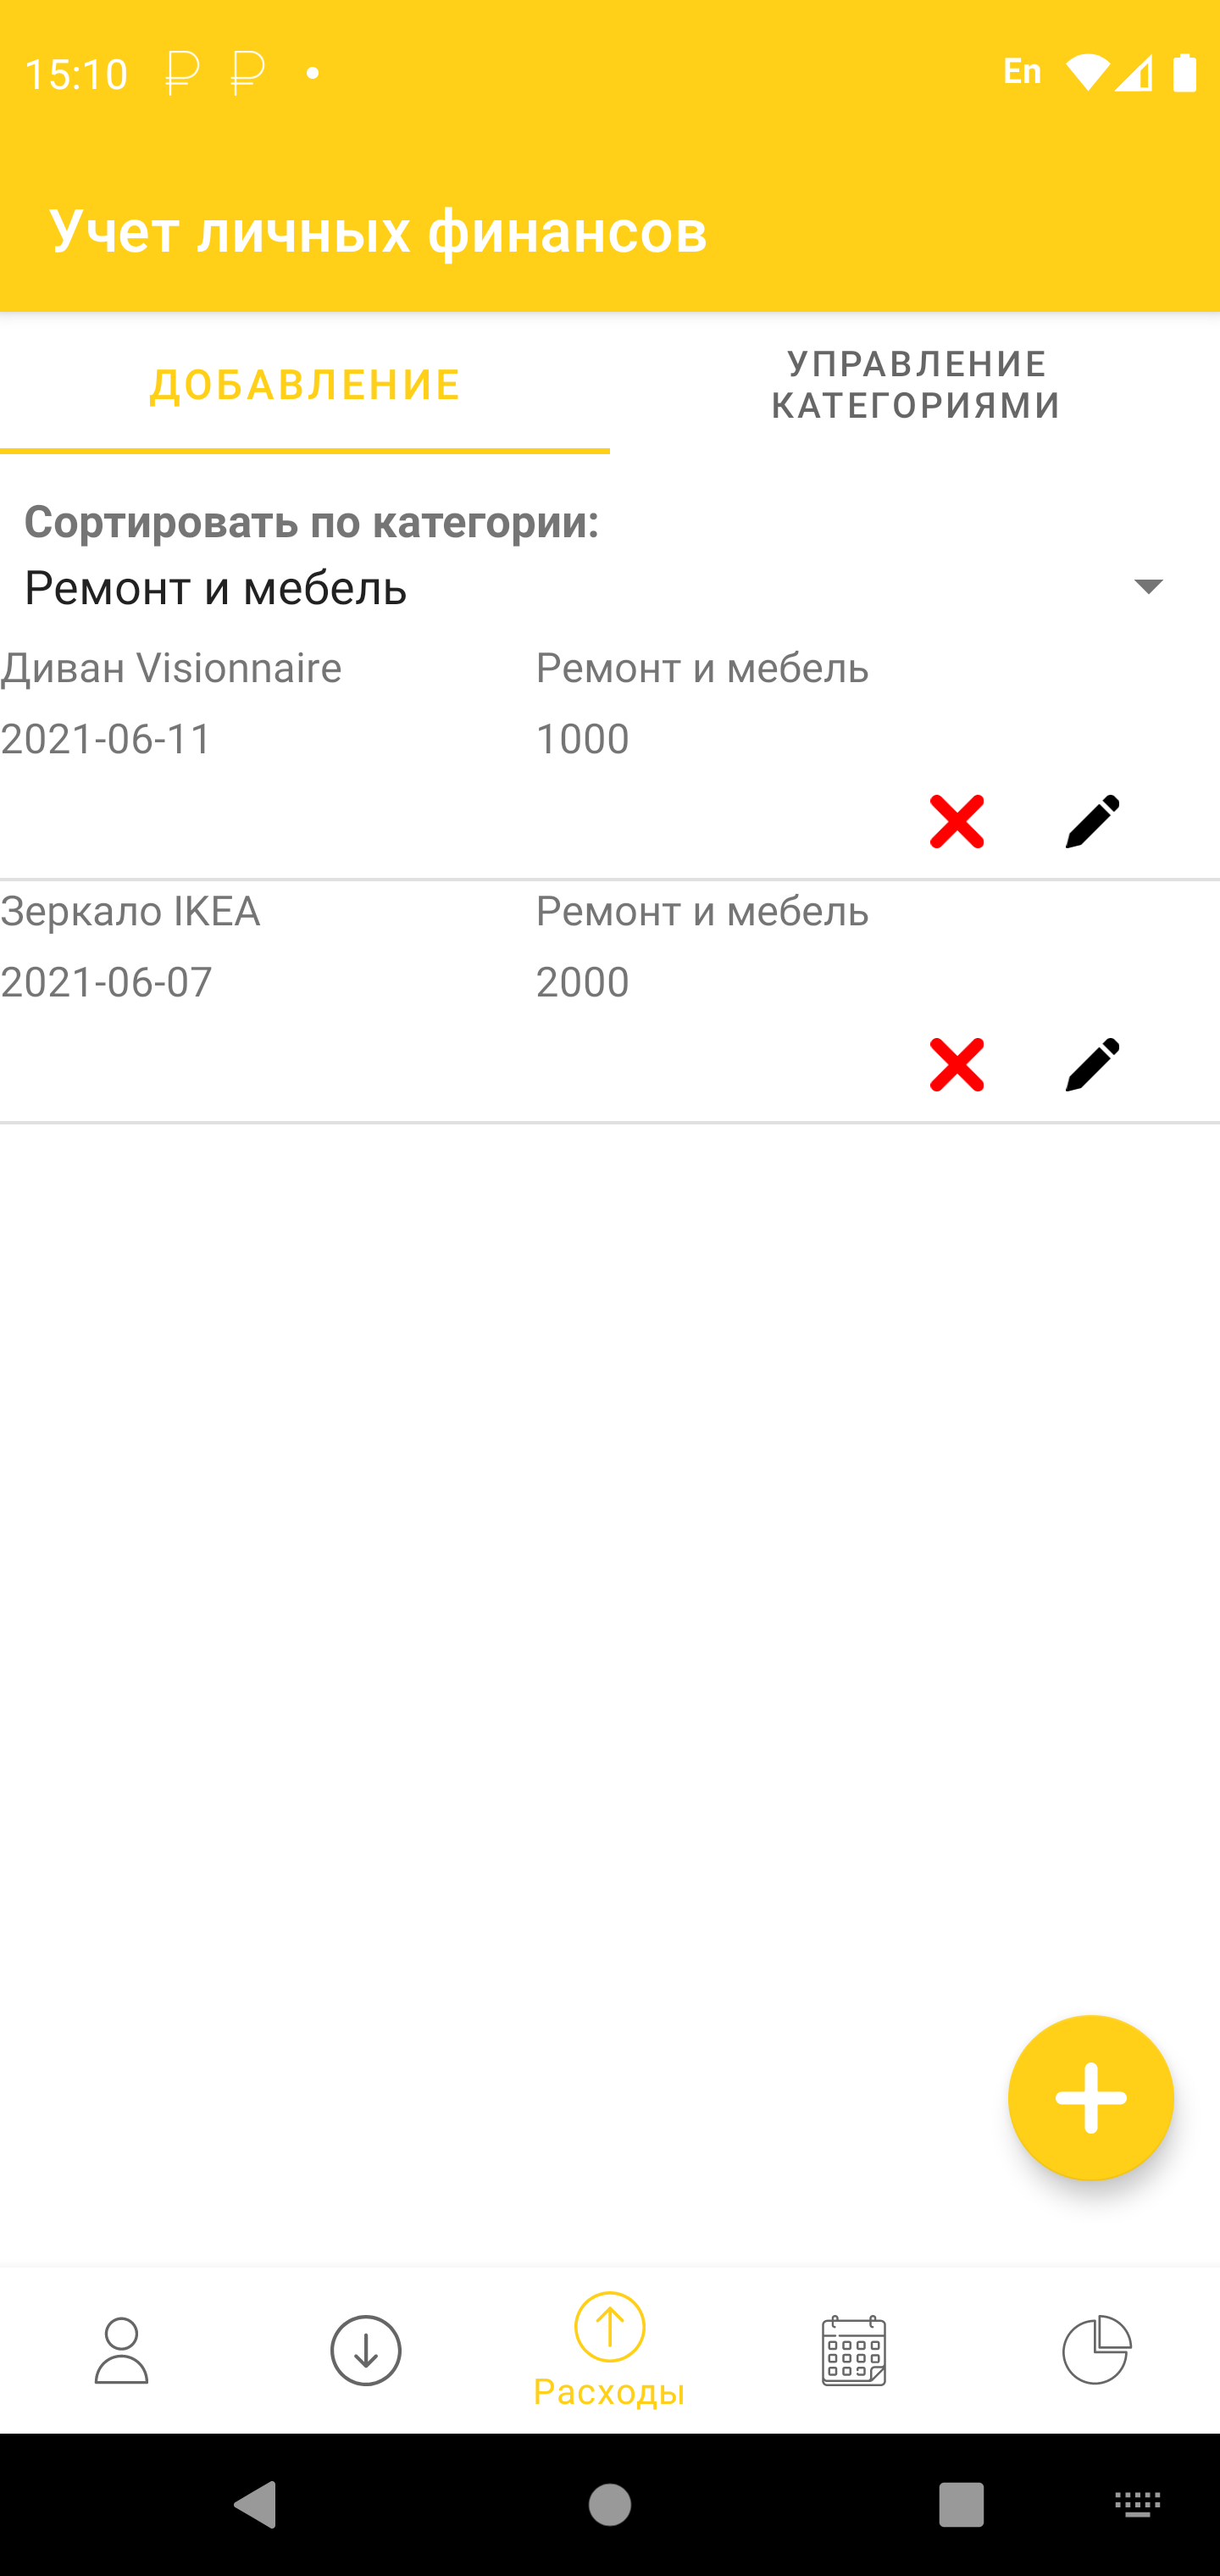 15:10 ₽ ₽ • En
Учет личных финансов
ДОБАВЛЕНИЕ
УПРАВЛЕНИЕ
КАТЕГОРИЯМИ
Сортировать по категории:
Ремонт и мебель
Диван Visionnaire Ремонт и мебель
2021-06-11 1000
Зеркало IKEA Ремонт и мебель
2021-06-07 2000
Расходы